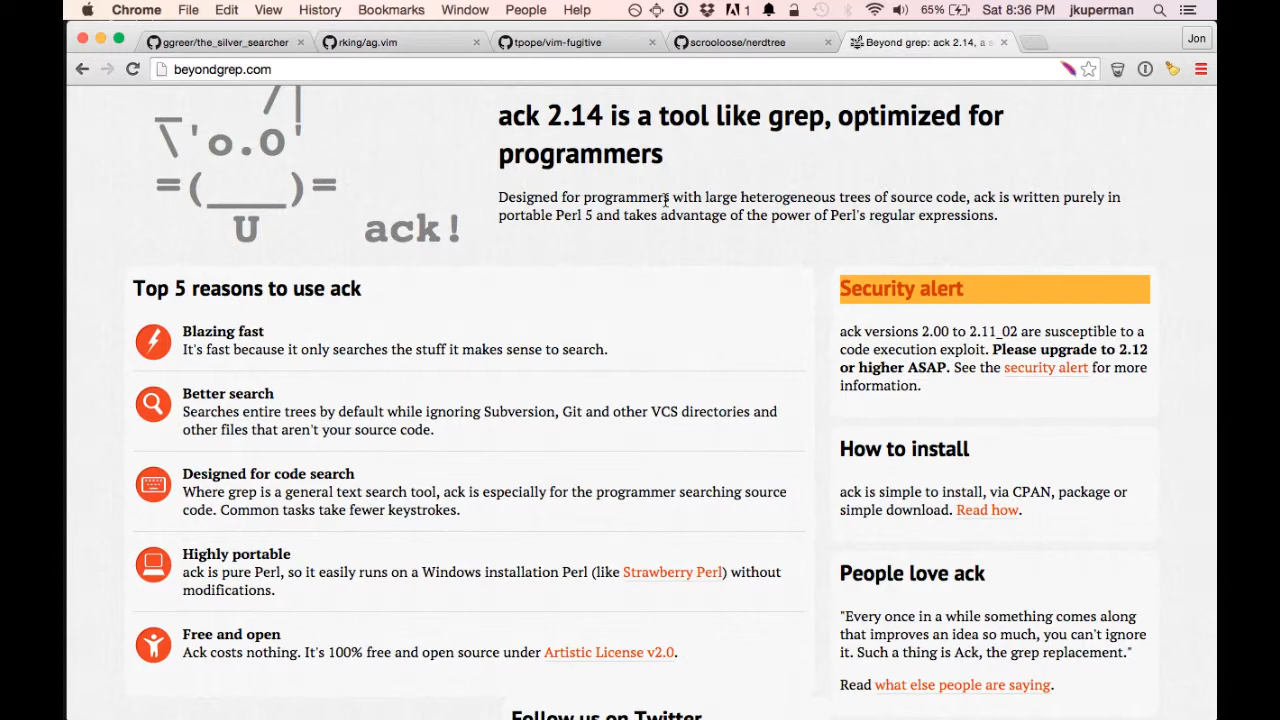 Chrome File Edit View History Bookmarks Window People Help 1 65% Sat 8:36 PM jkuperman
ggreer/the_silver_searcher rking/ag.vim tpope/vim-fugitive scrooloose/nerdtree Beyond grep: ack 2.14, a s Jon
beyondgrep.com
/|
\'o.O'
=(___)=
U ack!
ack 2.14 is a tool like grep, optimized for
programmers
Designed for programmers with large heterogeneous trees of source code, ack is written purely in
portable Perl 5 and takes advantage of the power of Perl's regular expressions.
Top 5 reasons to use ack
Blazing fast
It's fast because it only searches the stuff it makes sense to search.
Better search
Searches entire trees by default while ignoring Subversion, Git and other VCS directories and
other files that aren't your source code.
Designed for code search
Where grep is a general text search tool, ack is especially for the programmer searching source
code. Common tasks take fewer keystrokes.
Highly portable
ack is pure Perl, so it easily runs on a Windows installation Perl (like Strawberry Perl) without
modifications.
Free and open
Ack costs nothing. It's 100% free and open source under Artistic License v2.0.
Security alert
ack versions 2.00 to 2.11_02 are susceptible to a
code execution exploit. Please upgrade to 2.12
or higher ASAP. See the security alert for more
information.
How to install
ack is simple to install, via CPAN, package or
simple download. Read how.
People love ack
"Every once in a while something comes along
that improves an idea so much, you can't ignore
it. Such a thing is Ack, the grep replacement."
Read what else people are saying.
Follow us on Twitter